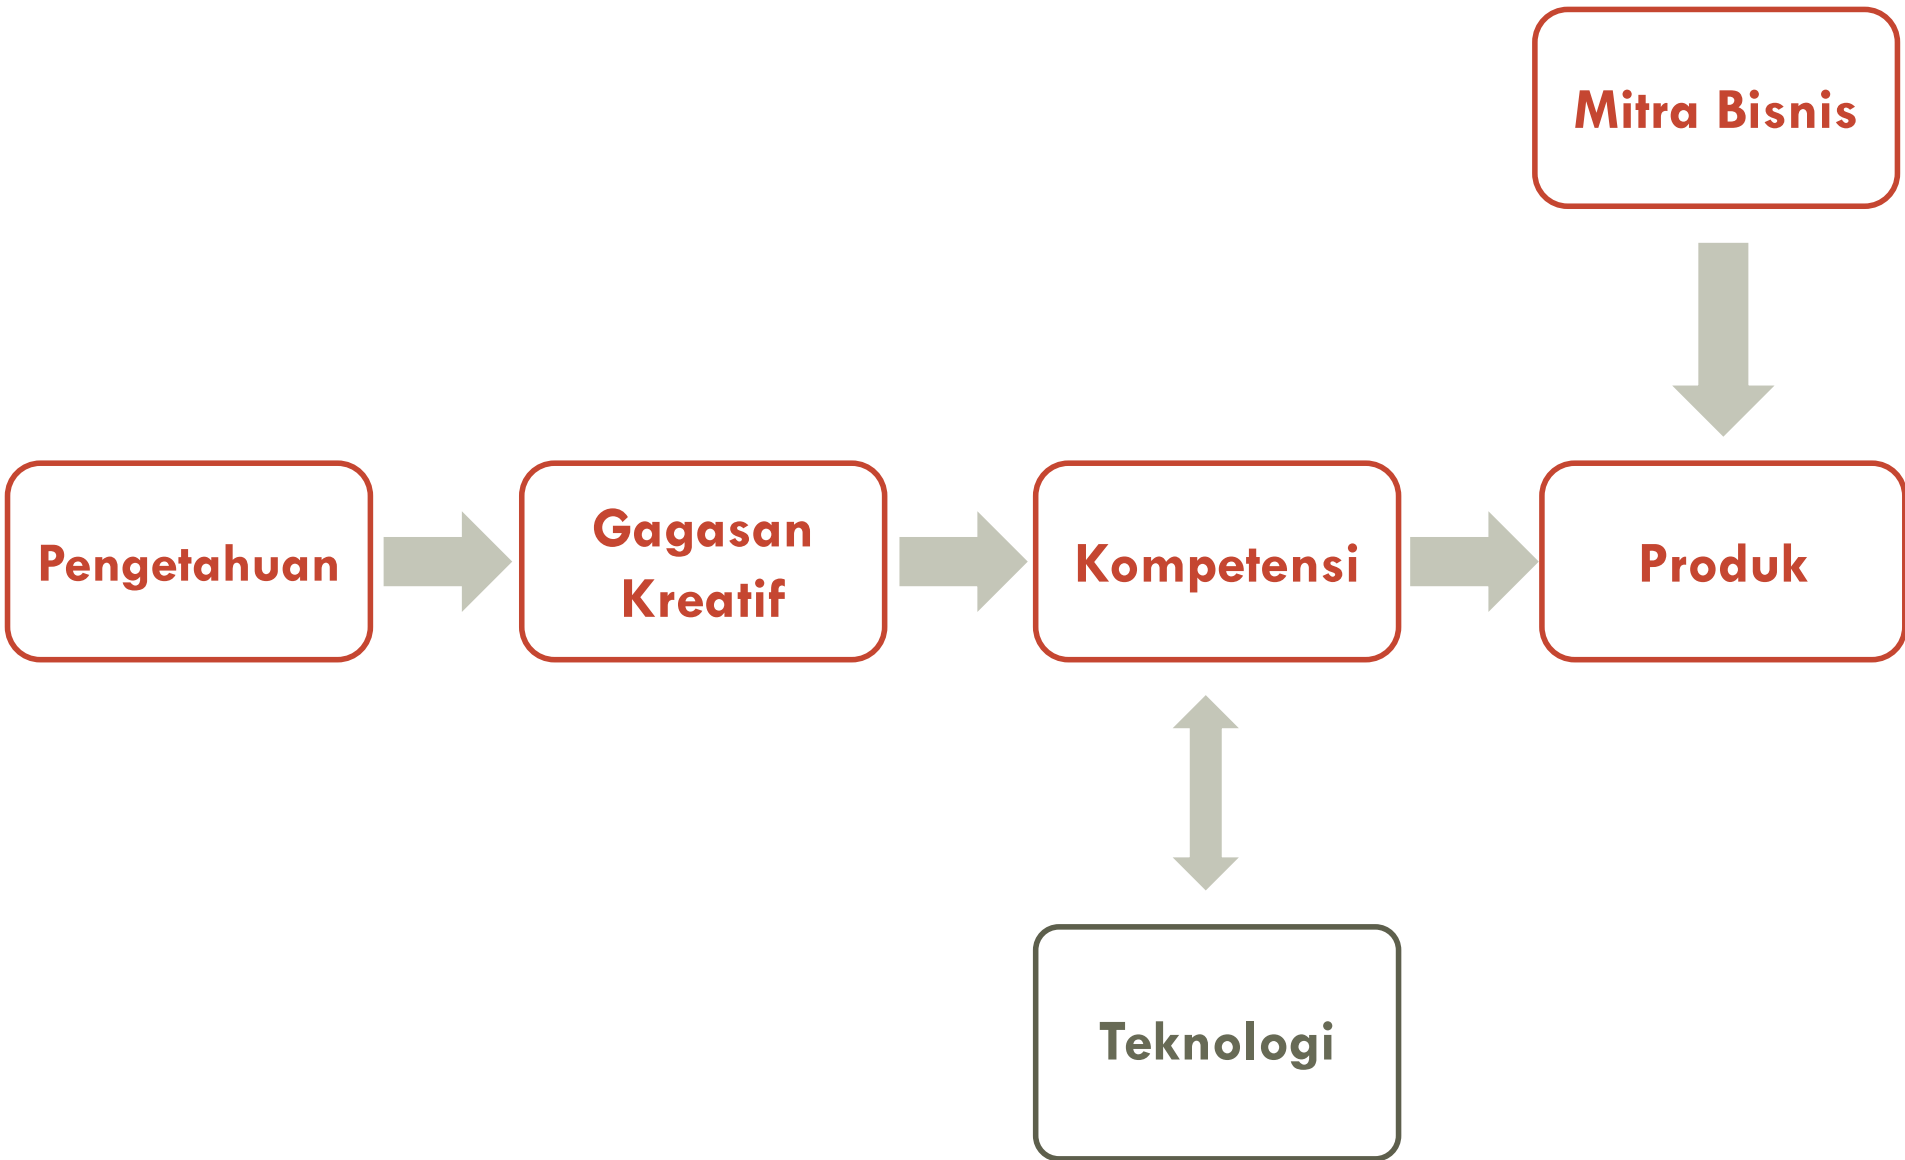 Mitra Bisnis
Pengetahuan
Gagasan
Kreatif
Kompetensi
Produk
Teknologi